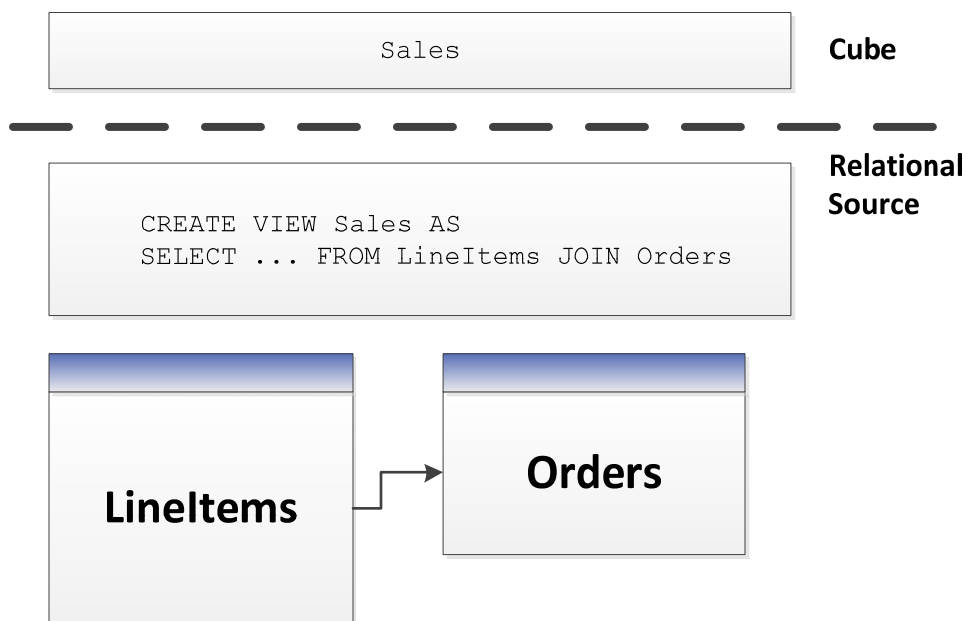 Sales
Cube
Relational
Source
CREATE VIEW Sales AS
SELECT ... FROM LineItems JOIN Orders
LineItems
Orders